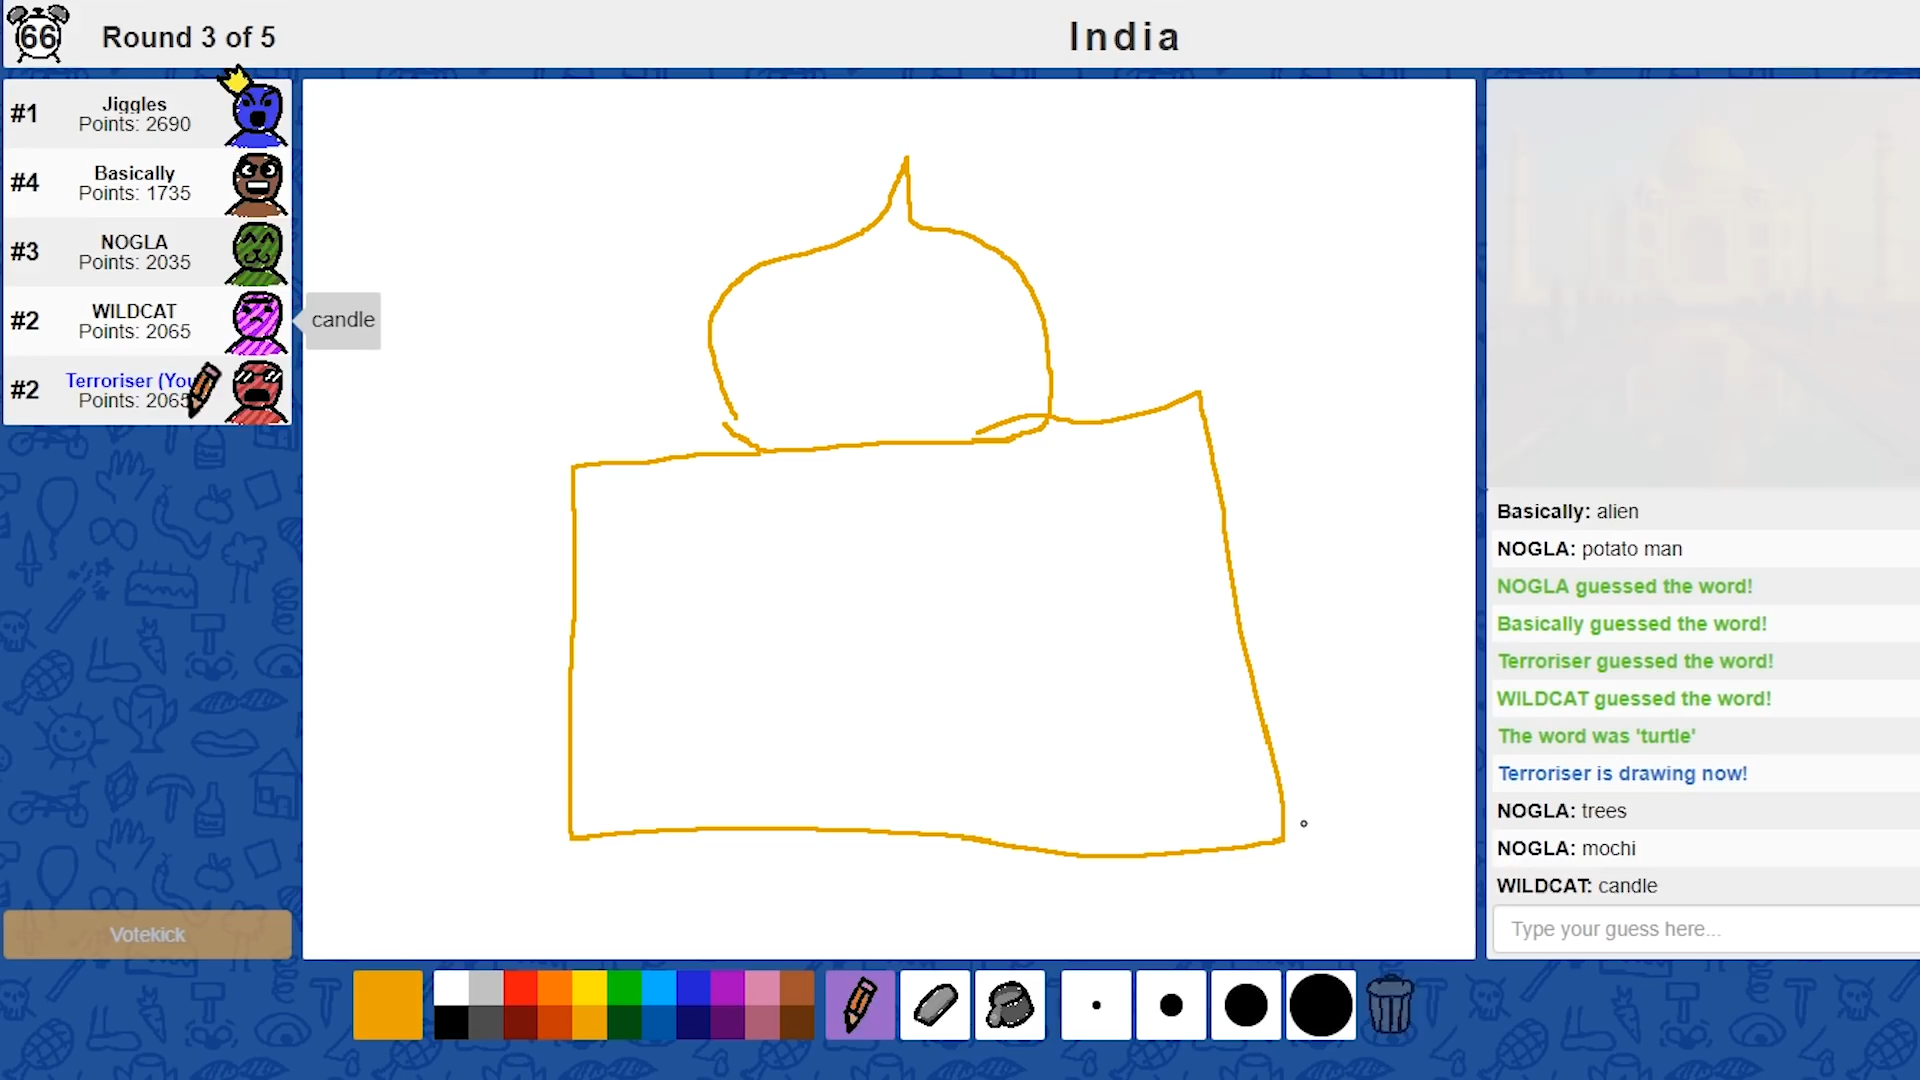 66
Round 3 of 5
India
#1
Jiggles
Points: 2690
#4
Basically
Points: 1735
#3
NOGLA
Points: 2035
#2
WILDCAT
Points: 2065
candle
#2
Terroriser (You
Points: 2065
Votekick
Basically: alien
NOGLA: potato man
NOGLA guessed the word!
Basically guessed the word!
Terroriser guessed the word!
WILDCAT guessed the word!
The word was 'turtle'
Terroriser is drawing now!
NOGLA: trees
NOGLA: mochi
WILDCAT: candle
Type your guess here...